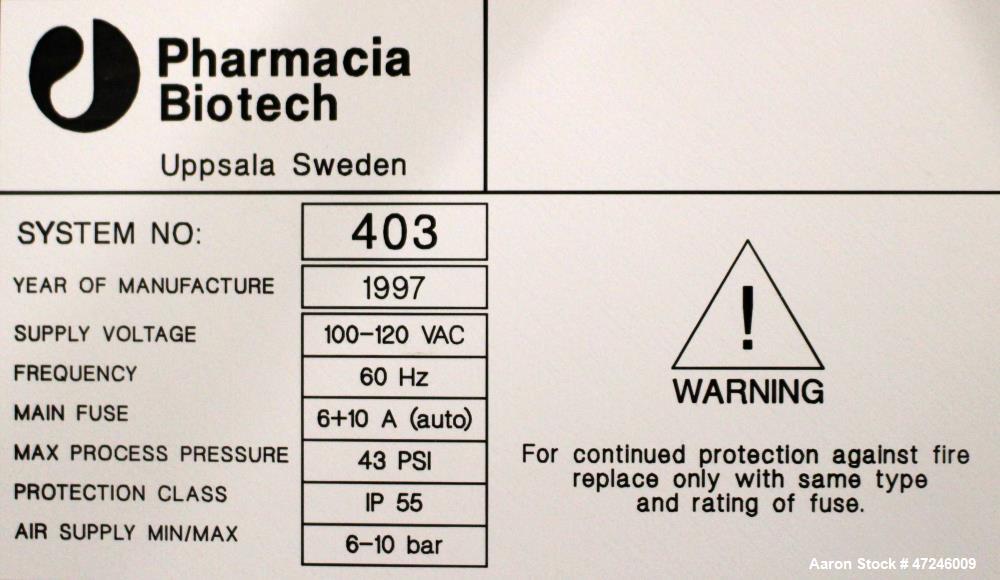 Pharmacia
Biotech
Uppsala Sweden
SYSTEM NO: 403
YEAR OF MANUFACTURE 1997
SUPPLY VOLTAGE 100-120 VAC
FREQUENCY 60 Hz
MAIN FUSE 6+10 A (auto)
MAX PROCESS PRESSURE 43 PSI
PROTECTION CLASS IP 55
AIR SUPPLY MIN/MAX 6-10 bar
!
WARNING
For continued protection against fire
replace only with same type
and rating of fuse.
Aaron Stock # 47246009